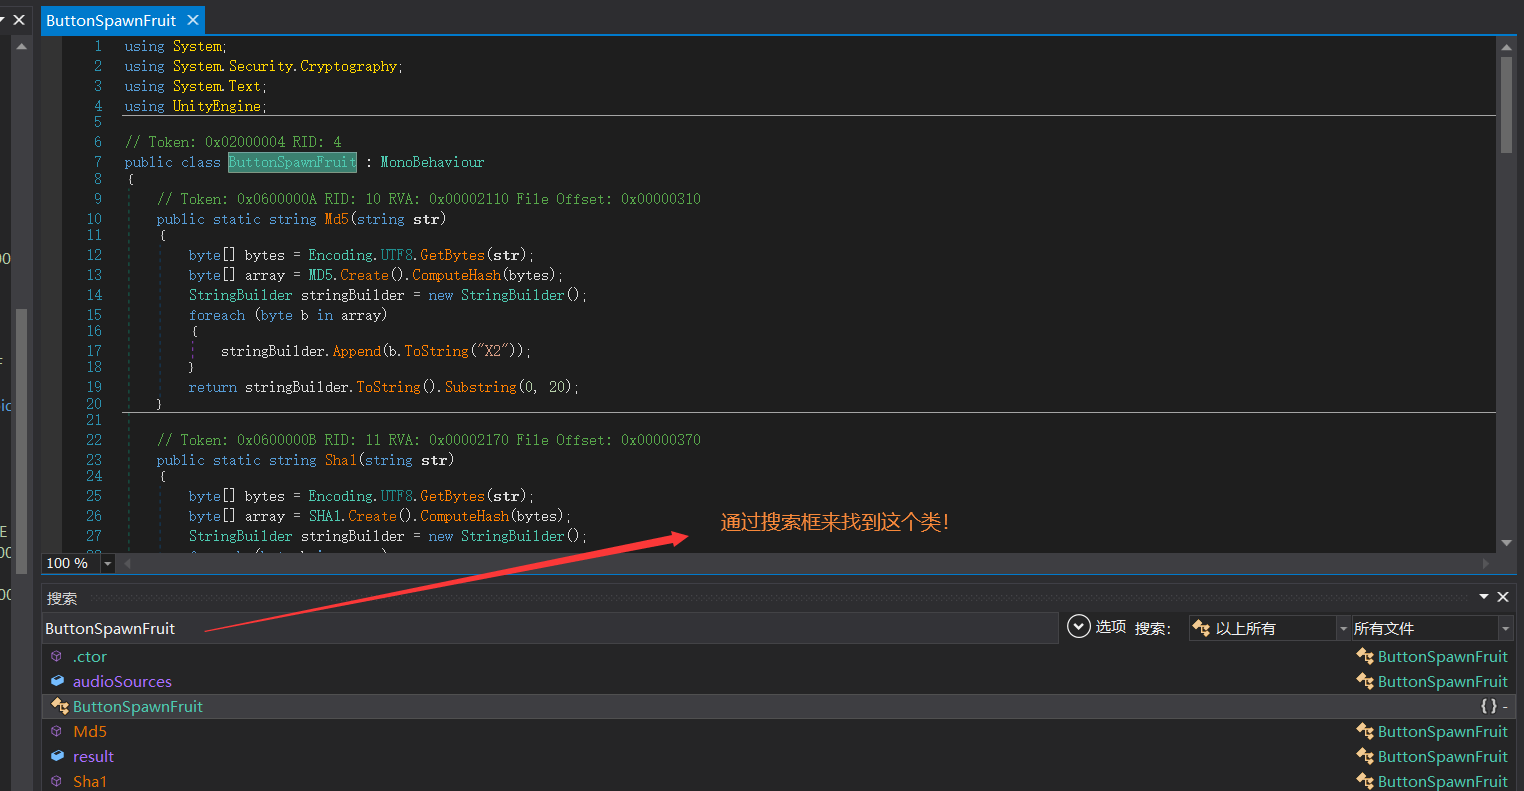 ButtonSpawnFruit
1 using System;
2 using System.Security.Cryptography;
3 using System.Text;
4 using UnityEngine;
5
6 // Token: 0x02000004 RID: 4
7 public class ButtonSpawnFruit : MonoBehaviour
8 {
9 // Token: 0x0600000A RID: 10 RVA: 0x00002110 File Offset: 0x00000310
10 public static string Md5(string str)
11 {
12 byte[] bytes = Encoding.UTF8.GetBytes(str);
13 byte[] array = MD5.Create().ComputeHash(bytes);
14 StringBuilder stringBuilder = new StringBuilder();
15 foreach (byte b in array)
16 {
17 stringBuilder.Append(b.ToString("X2"));
18 }
19 return stringBuilder.ToString().Substring(0, 20);
20 }
21
22 // Token: 0x0600000B RID: 11 RVA: 0x00002170 File Offset: 0x00000370
23 public static string Sha1(string str)
24 {
25 byte[] bytes = Encoding.UTF8.GetBytes(str);
26 byte[] array = SHA1.Create().ComputeHash(bytes);
27 StringBuilder stringBuilder = new StringBuilder();
通过搜索框来找到这个类!
100 %
搜索
ButtonSpawnFruit 选项 搜索: 以上所有 所有文件
.ctor ButtonSpawnFruit
audioSources ButtonSpawnFruit
ButtonSpawnFruit { } -
Md5 ButtonSpawnFruit
result ButtonSpawnFruit
Sha1 ButtonSpawnFruit